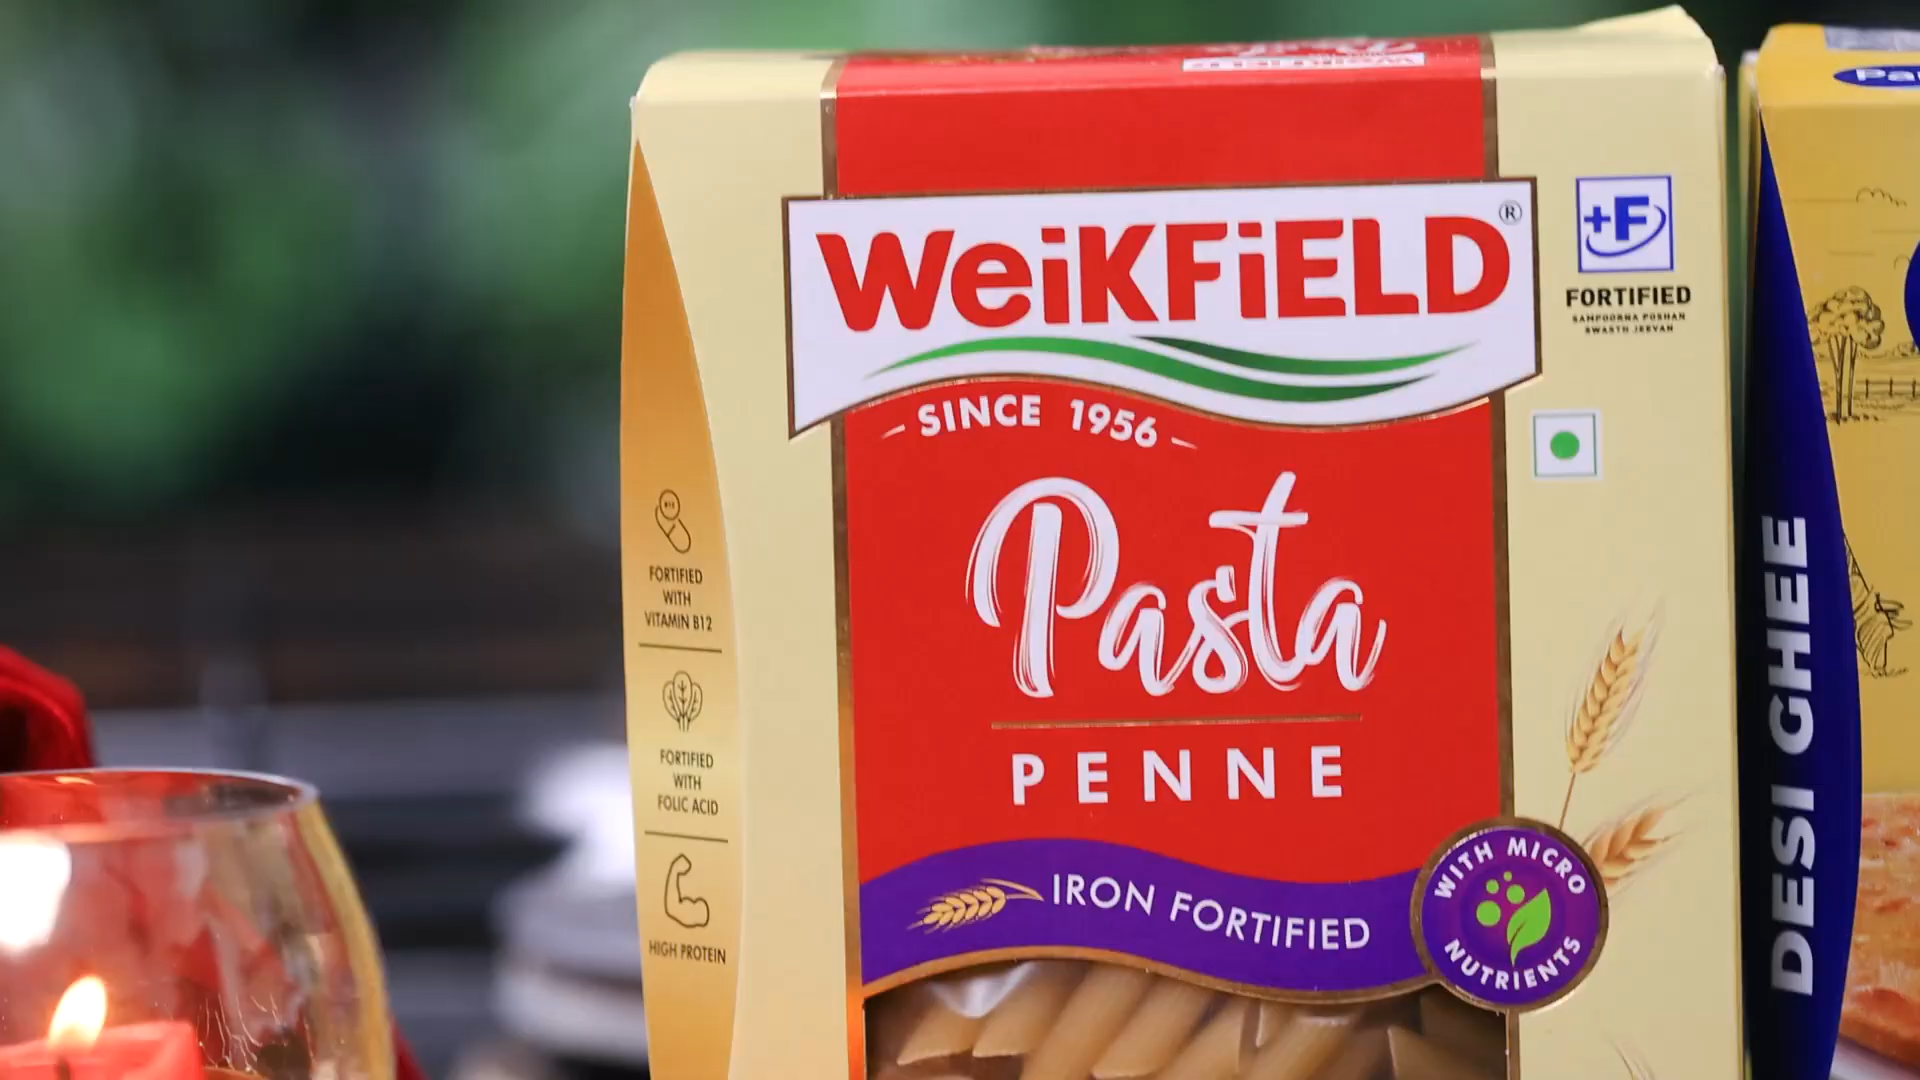 WeiKFiELD®
SINCE 1956
Pasta
PENNE
IRON FORTIFIED
WITH MICRO
NUTRIENTS
+F
FORTIFIED
SAMPOORNA POSHAN
SWASTH JEEVAN
FORTIFIED
WITH
VITAMIN B12
FORTIFIED
WITH
FOLIC ACID
HIGH PROTEIN
DESI GHEE